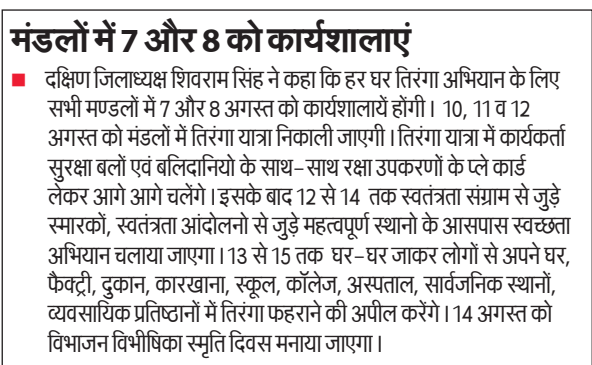 मंडलों में 7 और 8 को कार्यशालाएं
दक्षिण जिलाध्यक्ष शिवराम सिंह ने कहा कि हर घर तिरंगा अभियान के लिए
सभी मण्डलों में 7 और 8 अगस्त को कार्यशालायें होंगी। 10, 11 व 12
अगस्त को मंडलों में तिरंगा यात्रा निकाली जाएगी। तिरंगा यात्रा में कार्यकर्ता
सुरक्षा बलों एवं बलिदानियो के साथ-साथ रक्षा उपकरणों के प्ले कार्ड
लेकर आगे आगे चलेंगे। इसके बाद 12 से 14 तक स्वतंत्रता संग्राम से जुड़े
स्मारकों, स्वतंत्रता आंदोलनो से जुड़े महत्वपूर्ण स्थानो के आसपास स्वच्छता
अभियान चलाया जाएगा। 13 से 15 तक घर-घर जाकर लोगों से अपने घर,
फैक्ट्री, दुकान, कारखाना, स्कूल, कॉलेज, अस्पताल, सार्वजनिक स्थानों,
व्यवसायिक प्रतिष्ठानों में तिरंगा फहराने की अपील करेंगे। 14 अगस्त को
विभाजन विभीषिका स्मृति दिवस मनाया जाएगा।